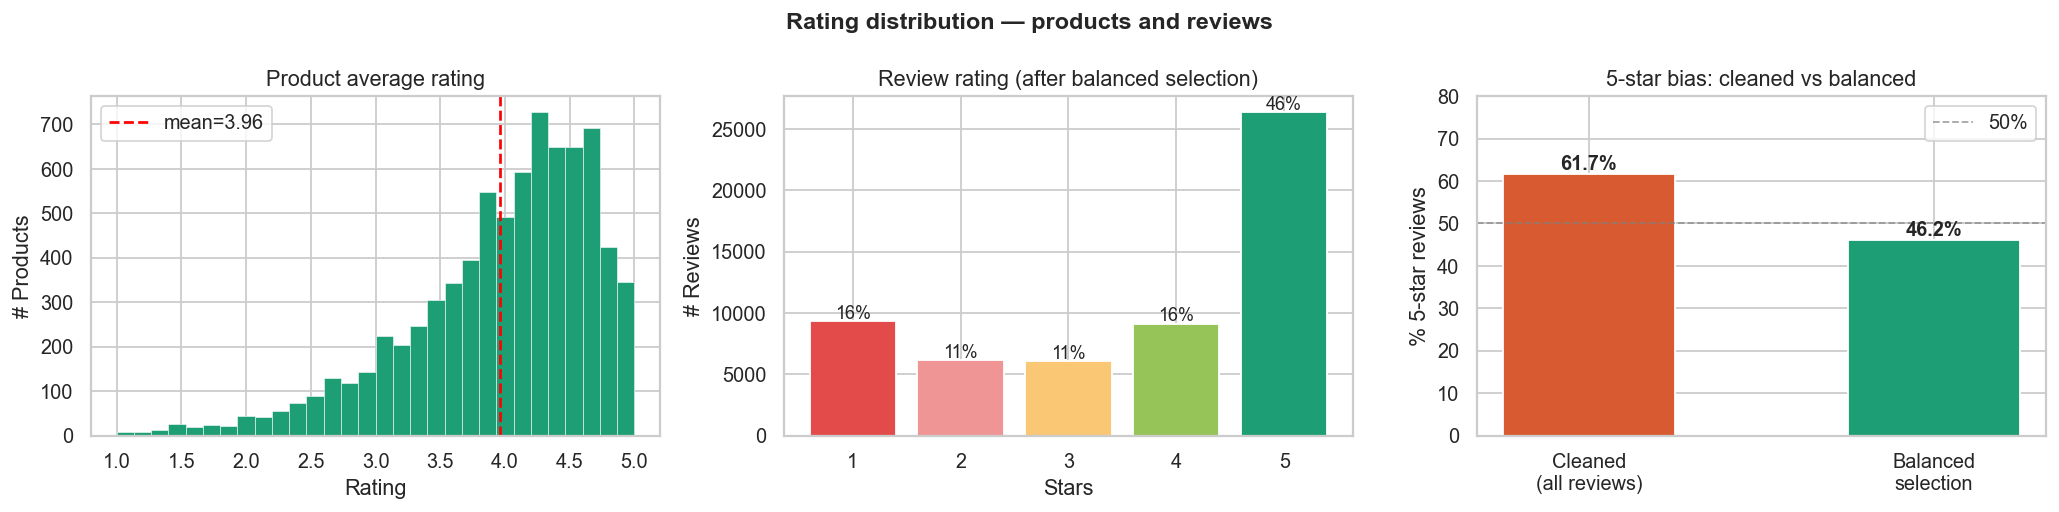 Rating distribution — products and reviews
Product average rating
mean=3.96
# Products
700
600
500
400
300
200
100
0
1.0 1.5 2.0 2.5 3.0 3.5 4.0 4.5 5.0
Rating
Review rating (after balanced selection)
# Reviews
25000
20000
15000
10000
5000
0
16%
11%
11%
16%
46%
1 2 3 4 5
Stars
5-star bias: cleaned vs balanced
50%
% 5-star reviews
80
70
60
50
40
30
20
10
0
61.7%
46.2%
Cleaned
(all reviews)
Balanced
selection